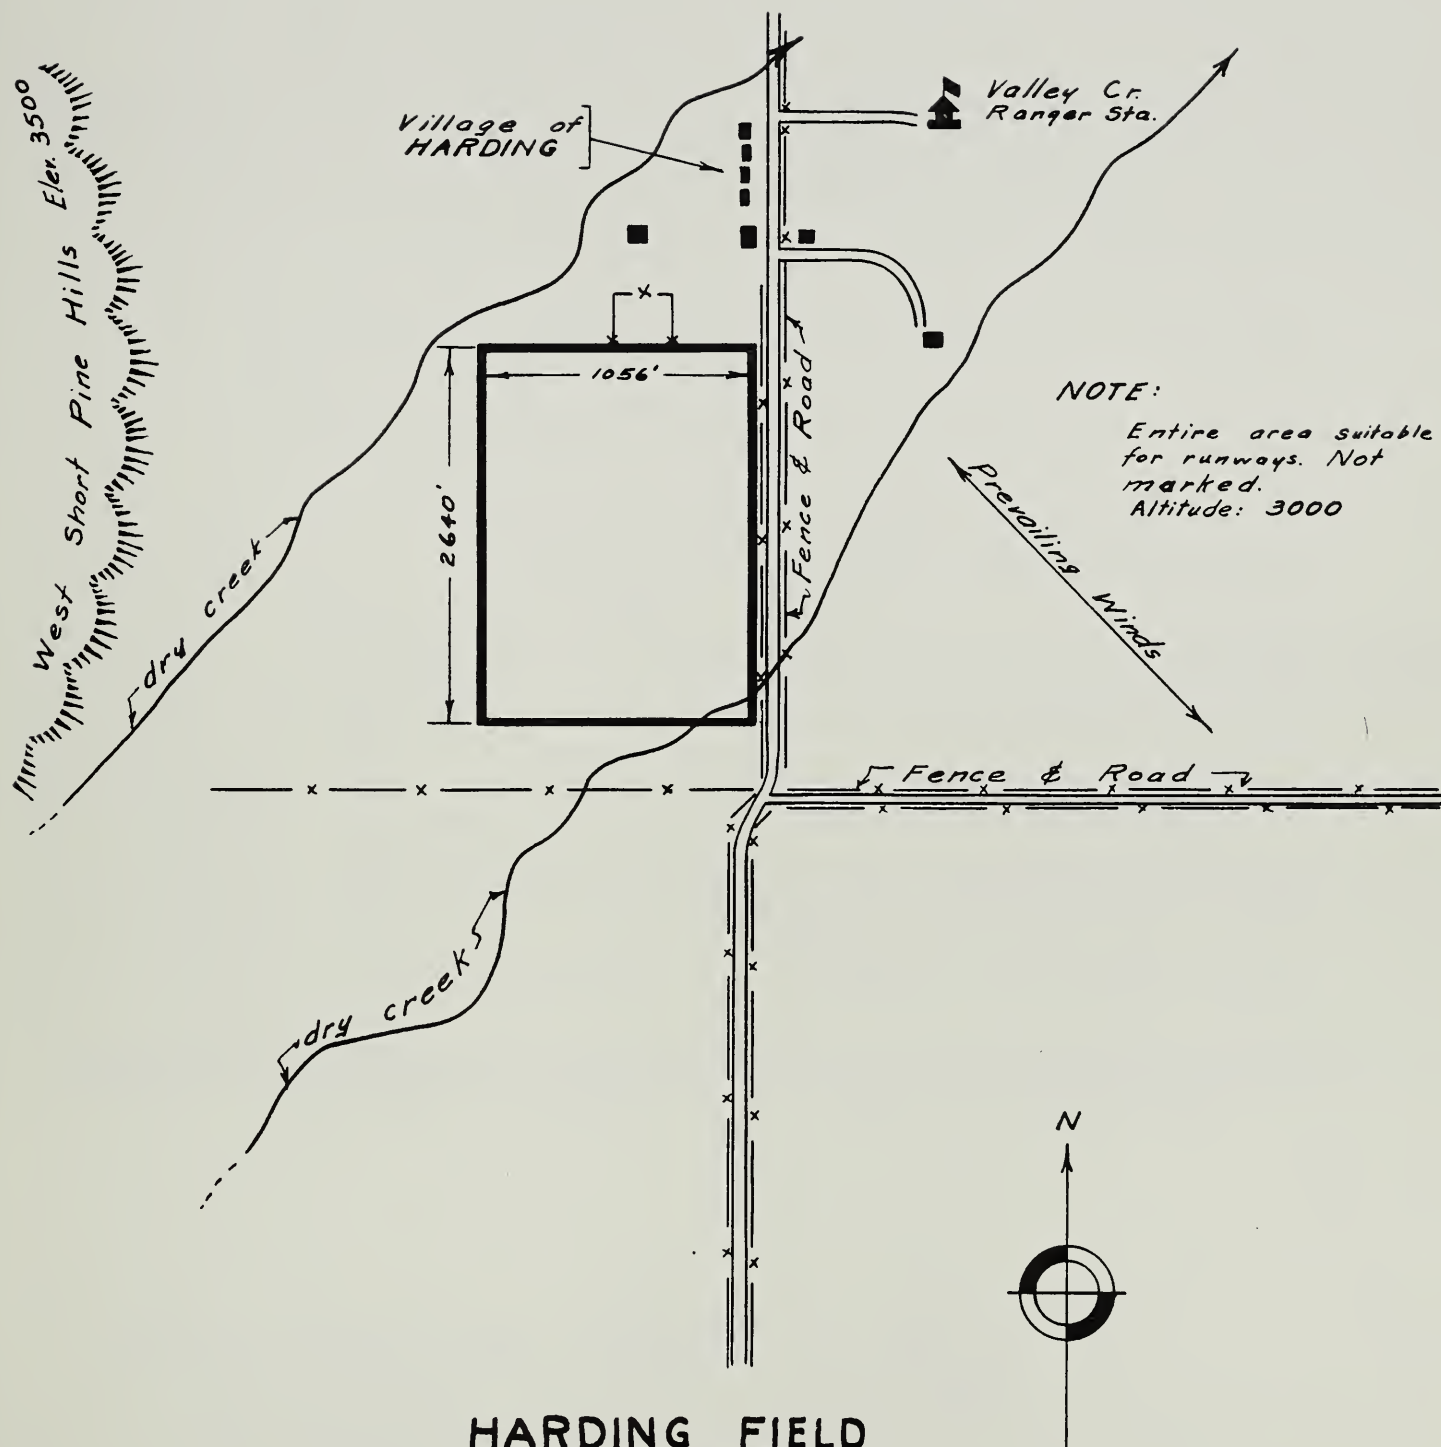 Valley Cr.
Ranger Sta.
Village of
HARDING
West Short Pine Hills Elev. 3500
1056'
2640'
Fence & Road
NOTE:
Entire area suitable
for runways. Not
marked.
Altitude: 3000
Prevailing Winds
dry creek
Fence & Road
dry creek
N
HARDING FIELD